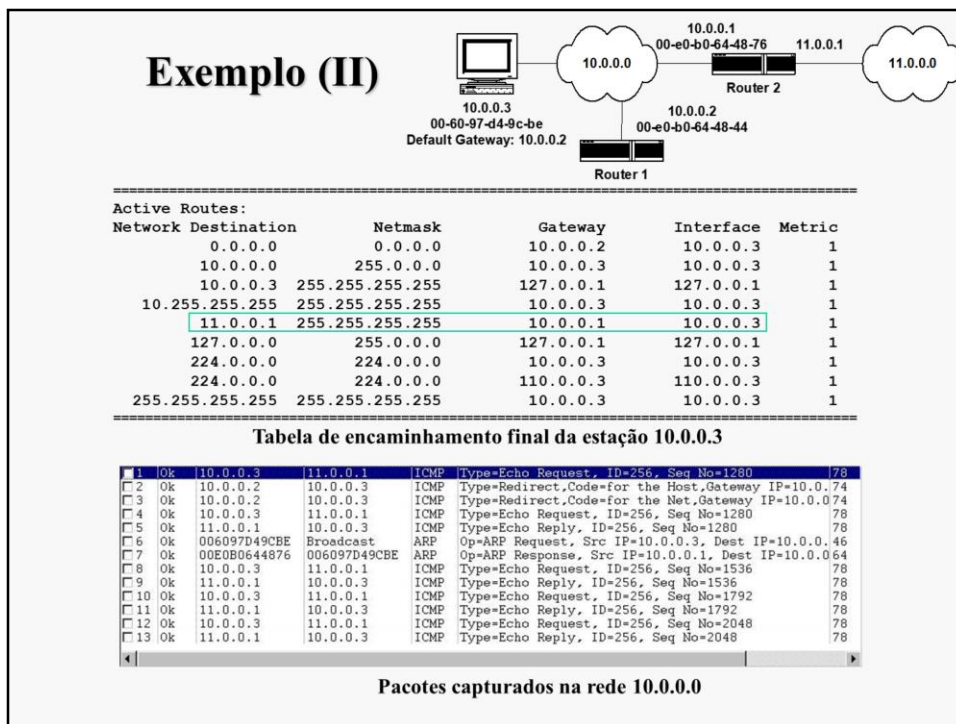 Exemplo (II)
10.0.0.1
00-e0-b0-64-48-76
11.0.0.1
10.0.0.0
11.0.0.0
Router 2
10.0.0.3
00-60-97-d4-9c-be
Default Gateway: 10.0.0.2
10.0.0.2
00-e0-b0-64-48-44
Router 1
Active Routes:
Network Destination Netmask Gateway Interface Metric
0.0.0.0 0.0.0.0 10.0.0.2 10.0.0.3 1
10.0.0.0 255.0.0.0 10.0.0.3 10.0.0.3 1
10.0.0.3 255.255.255.255 127.0.0.1 127.0.0.1 1
10.255.255.255 255.255.255.255 10.0.0.3 10.0.0.3 1
11.0.0.1 255.255.255.255 10.0.0.1 10.0.0.3 1
127.0.0.0 255.0.0.0 127.0.0.1 127.0.0.1 1
224.0.0.0 224.0.0.0 10.0.0.3 10.0.0.3 1
224.0.0.0 224.0.0.0 110.0.0.3 110.0.0.3 1
255.255.255.255 255.255.255.255 10.0.0.3 10.0.0.3 1
Tabela de encaminhamento final da estação 10.0.0.3
1 Ok 10.0.0.3 11.0.0.1 ICMP Type=Echo Request, ID=256, Seq No=1280 78
2 Ok 10.0.0.2 10.0.0.3 ICMP Type=Redirect,Code=for the Host,Gateway IP=10.0.0. 74
3 Ok 10.0.0.2 10.0.0.3 ICMP Type=Redirect,Code=for the Net,Gateway IP=10.0.0 74
4 Ok 10.0.0.3 11.0.0.1 ICMP Type=Echo Request, ID=256, Seq No=1280 78
5 Ok 11.0.0.1 10.0.0.3 ICMP Type=Echo Reply, ID=256, Seq No=1280 78
6 Ok 006097D49CBE Broadcast ARP Op=ARP Request, Src IP=10.0.0.3, Dest IP=10.0.0. 46
7 Ok 00E0B0644876 006097D49CBE ARP Op=ARP Response, Src IP=10.0.0.1, Dest IP=10.0.0 64
8 Ok 10.0.0.3 11.0.0.1 ICMP Type=Echo Request, ID=256, Seq No=1536 78
9 Ok 11.0.0.1 10.0.0.3 ICMP Type=Echo Reply, ID=256, Seq No=1536 78
10 Ok 10.0.0.3 11.0.0.1 ICMP Type=Echo Request, ID=256, Seq No=1792 78
11 Ok 11.0.0.1 10.0.0.3 ICMP Type=Echo Reply, ID=256, Seq No=1792 78
12 Ok 10.0.0.3 11.0.0.1 ICMP Type=Echo Request, ID=256, Seq No=2048 78
13 Ok 11.0.0.1 10.0.0.3 ICMP Type=Echo Reply, ID=256, Seq No=2048 78
Pacotes capturados na rede 10.0.0.0